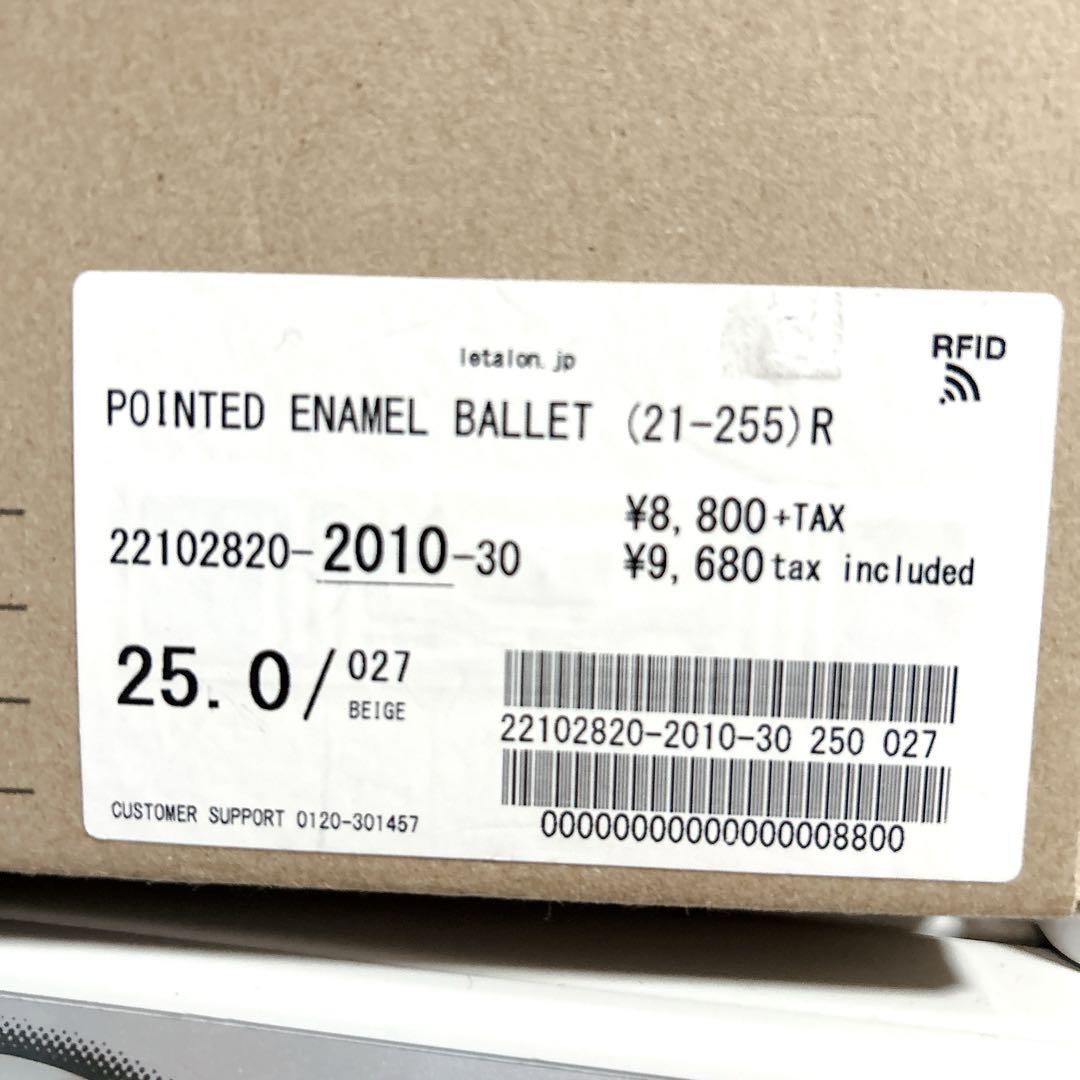 letalon.jp
RFID
POINTED ENAMEL BALLET (21-255)R
22102820-2010-30
¥8,800+TAX
¥9,680 tax included
25.0/027
BEIGE
22102820-2010-30 250 027
00000000000000008800
CUSTOMER SUPPORT 0120-301457